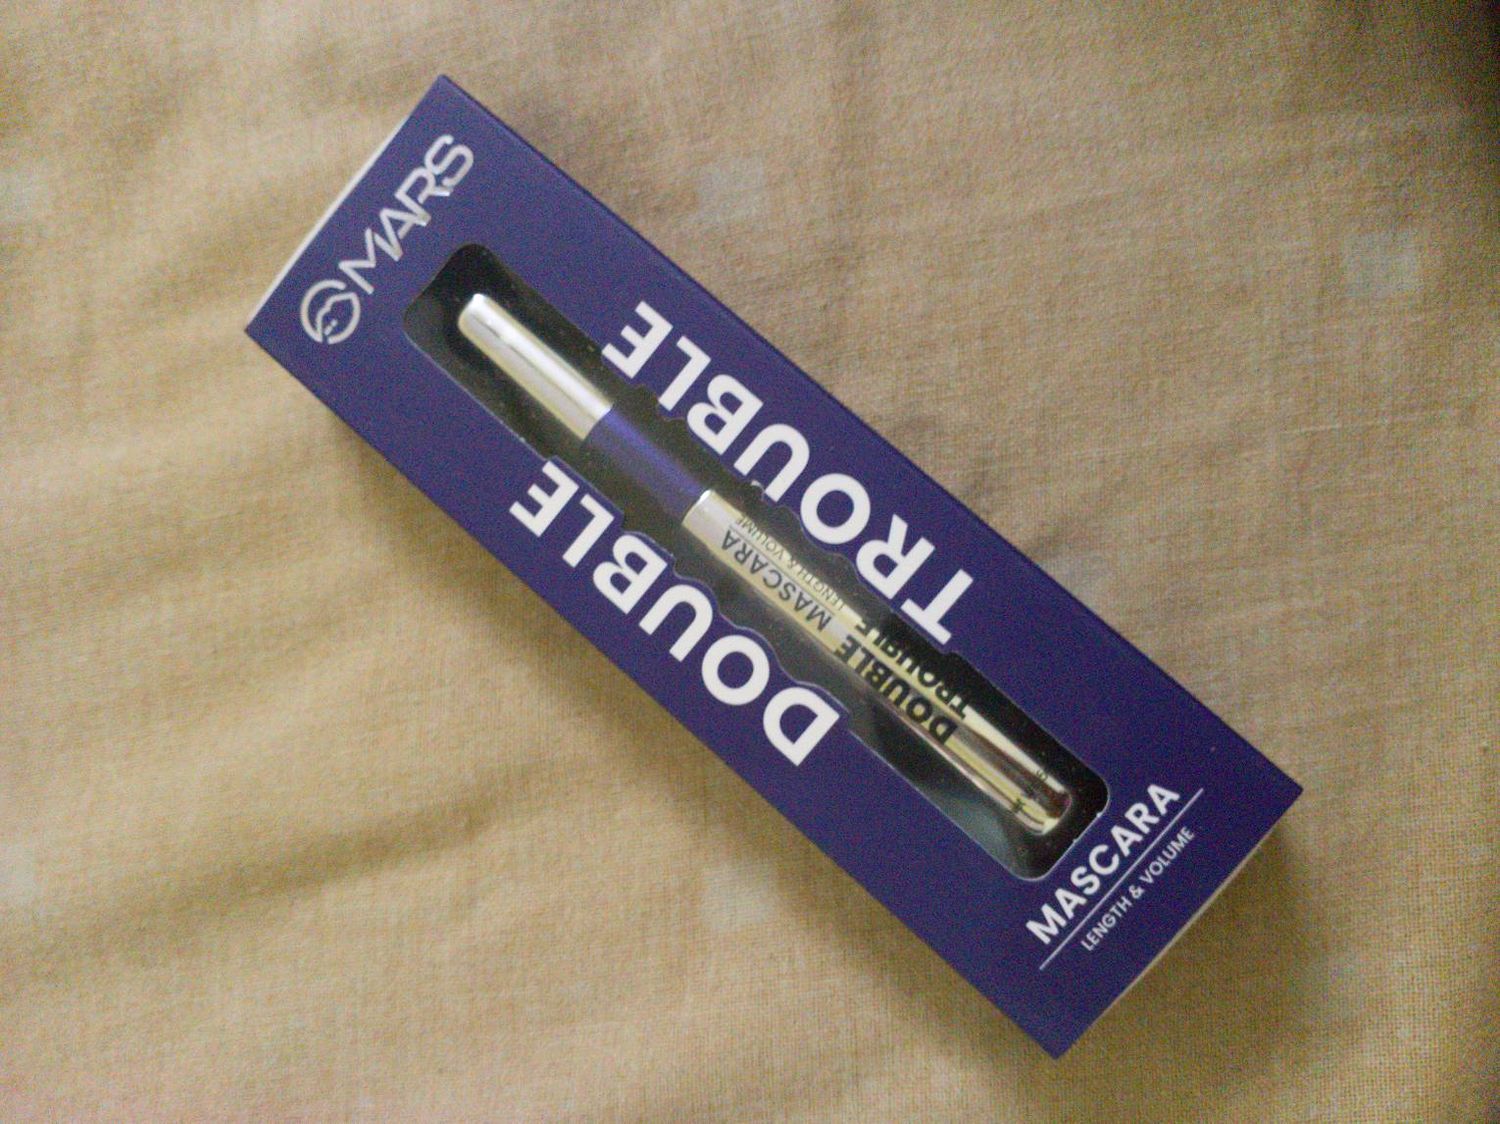 MARS
DOUBLE
TROUBLE
DOUBLE
TROUBLE
MASCARA
LENGTH & VOLUME
MASCARA
LENGTH & VOLUME